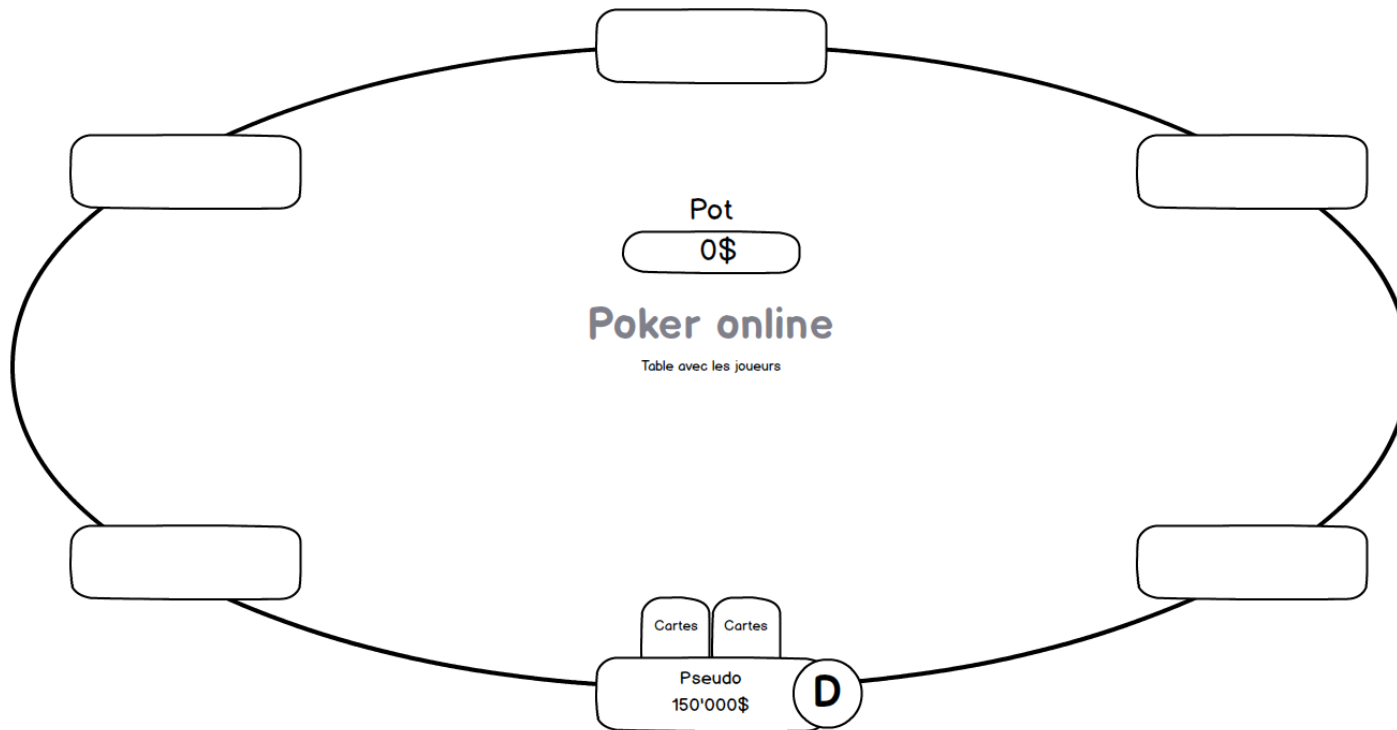 Pot
0$
Poker online
Table avec les joueurs
Cartes Cartes
Pseudo
150'000$
D